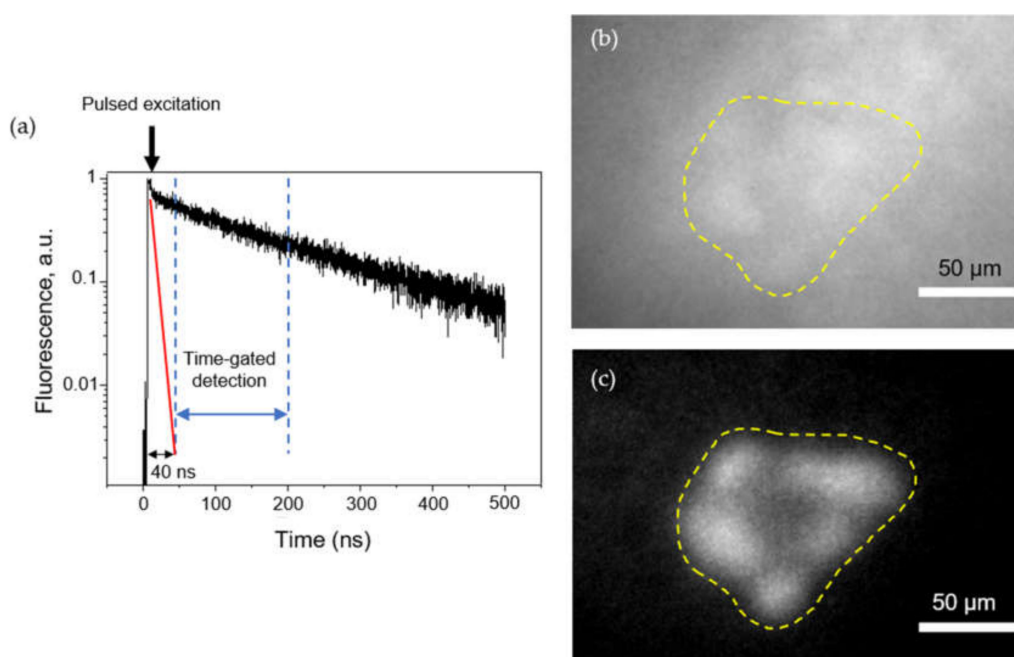 (a)
Pulsed excitation
Fluorescence, a.u.
1
0.1
0.01
Time-gated
detection
40 ns
0 100 200 300 400 500
Time (ns)
(b)
50 µm
(c)
50 µm